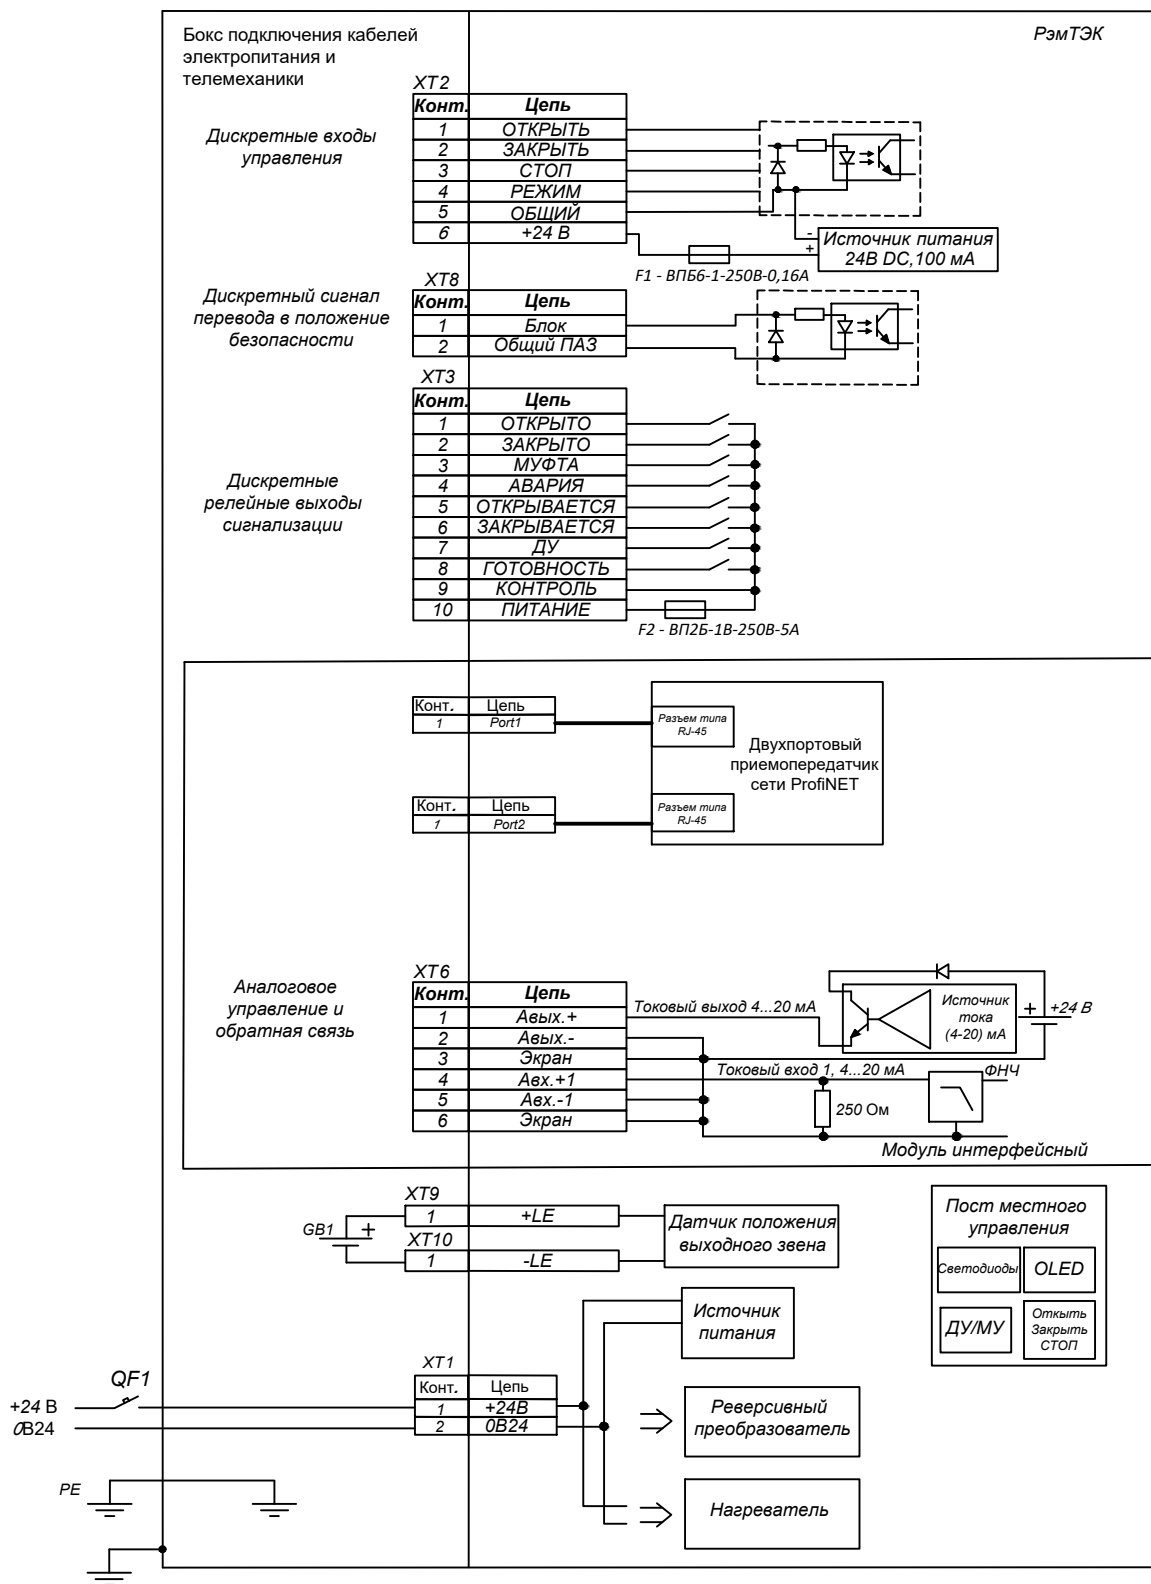 Бокс подключения кабелей
электропитания и
телемеханики
РэмТЭК
XT2
Конт. Цепь
Дискретные входы
управления
1 ОТКРЫТЬ
2 ЗАКРЫТЬ
3 СТОП
4 РЕЖИМ
5 ОБЩИЙ
6 +24 В
-
+
Источник питания
24В DC,100 мА
F1 - ВПБ6-1-250В-0,16А
XT8
Дискретный сигнал
перевода в положение
безопасности
Конт. Цепь
1 Блок
2 Общий ПАЗ
XT3
Конт. Цепь
1 ОТКРЫТО
2 ЗАКРЫТО
3 МУФТА
4 АВАРИЯ
5 ОТКРЫВАЕТСЯ
6 ЗАКРЫВАЕТСЯ
7 ДУ
8 ГОТОВНОСТЬ
9 КОНТРОЛЬ
10 ПИТАНИЕ
Дискретные
релейные выходы
сигнализации
F2 - ВП2Б-1В-250В-5А
Конт. Цепь
1 Port1
Разъем типа
RJ-45
Двухпортовый
приемопередатчик
сети ProfiNET
Конт. Цепь
1 Port2
Разъем типа
RJ-45
Аналоговое
управление и
обратная связь
XT6
Конт. Цепь
1 Авых.+
2 Авых.-
3 Экран
4 Авх.+1
5 Авх.-1
6 Экран
Токовый выход 4...20 мА
Источник
тока
(4-20) мА
+
+24 В
Токовый вход 1, 4...20 мА
ФНЧ
250 Ом
Модуль интерфейсный
XT9
1 +LE
GB1
+
XT10
1 -LE
Датчик положения
выходного звена
Пост местного
управления
Светодиоды
OLED
ДУ/МУ
Откыть
Закрыть
СТОП
Источник
питания
XT1
Конт. Цепь
1 +24В
2 0В24
QF1
+24 В
0В24
Реверсивный
преобразователь
PE
Нагреватель